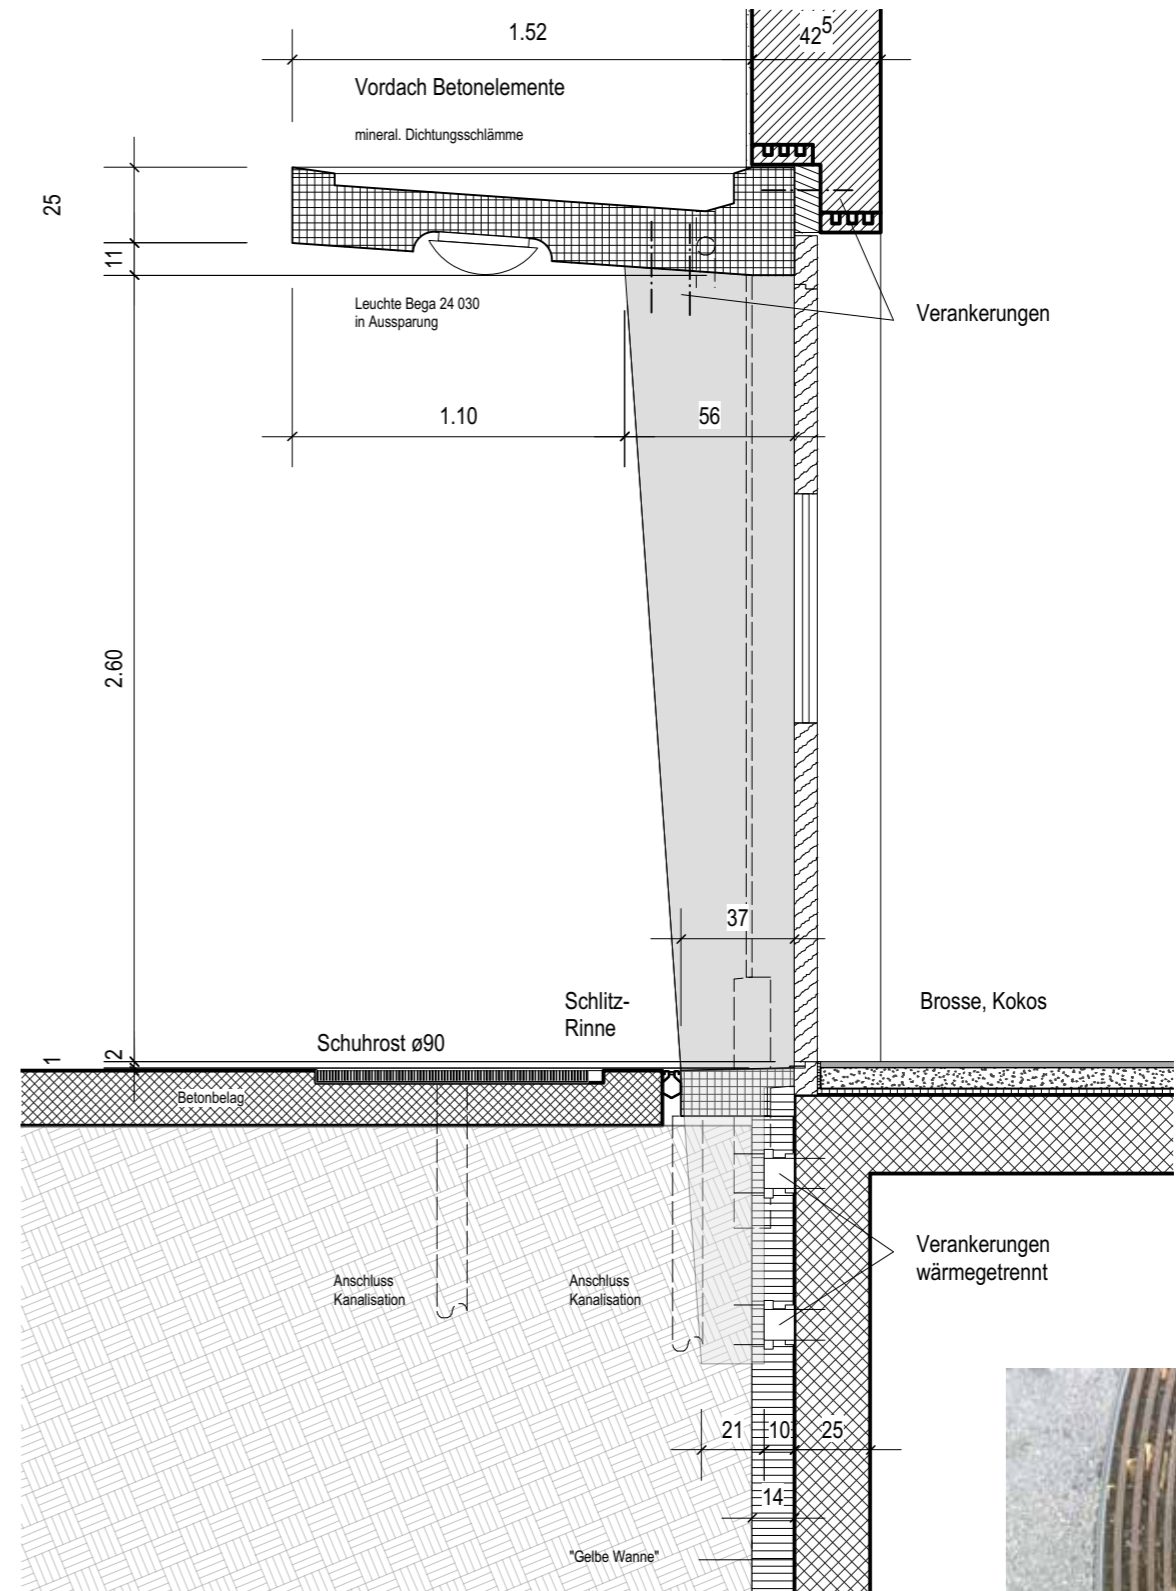 1.52
42⁵
Vordach Betonelemente
mineral. Dichtungsschlämme
25
11
Leuchte Bega 24 030
in Aussparung
Verankerungen
1.10
56
2.60
37
Schlitz-
Rinne
Brosse, Kokos
Schuhrost ø90
1
2
Betonbelag
Verankerungen
wärmegetrennt
Anschluss
Kanalisation
Anschluss
Kanalisation
21
10
25
14
"Gelbe Wanne"